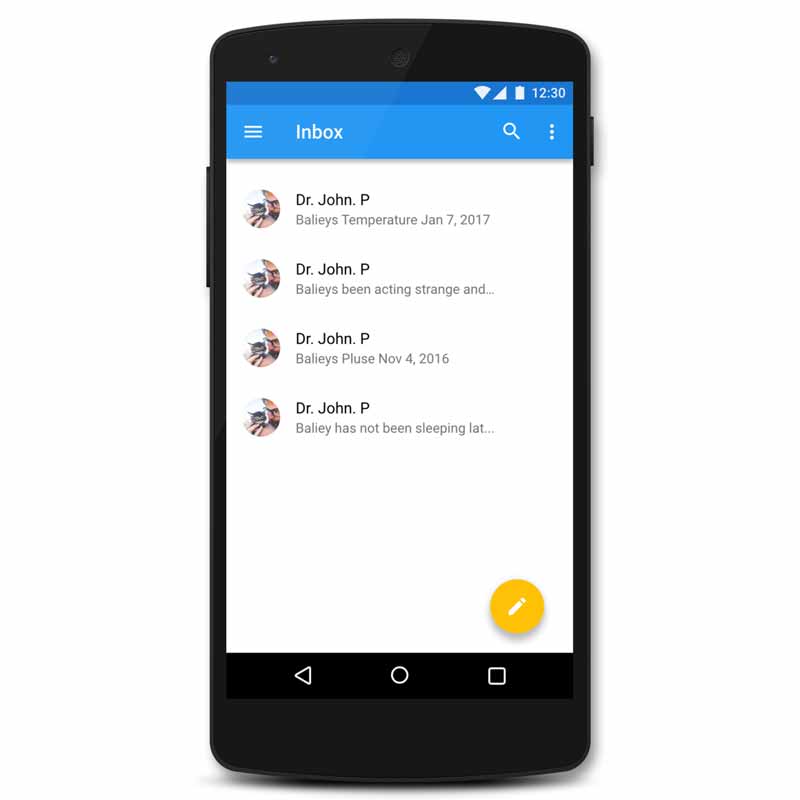 12:30
Inbox
Dr. John. P
Balieys Temperature Jan 7, 2017
Dr. John. P
Balieys been acting strange and…
Dr. John. P
Balieys Pluse Nov 4, 2016
Dr. John. P
Baliey has not been sleeping lat...